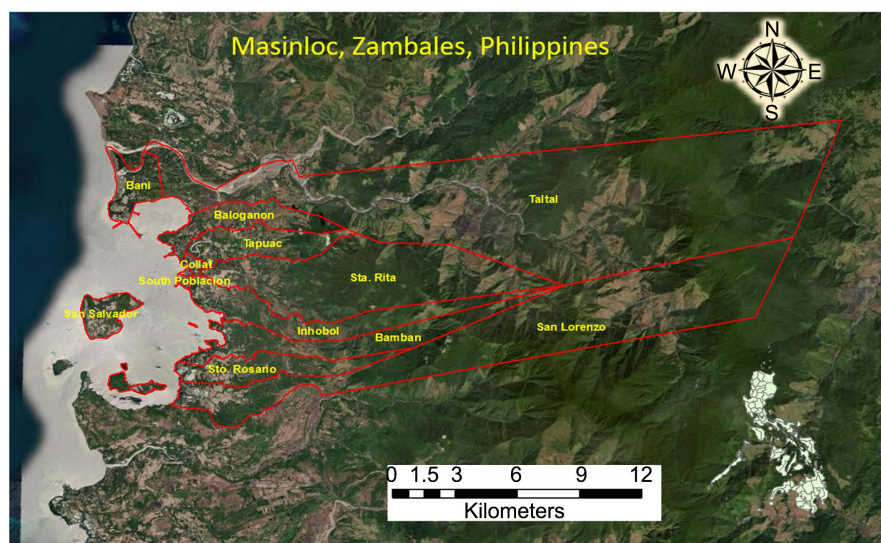 Masinloc, Zambales, Philippines
N
W E
S
Bani
Taltal
Baloganon
Tapuac
Collat
Sta. Rita
South Poblacion
San Salvador
Inhobol
San Lorenzo
Bamban
Sto. Rosario
0 1.5 3 6 9 12
Kilometers